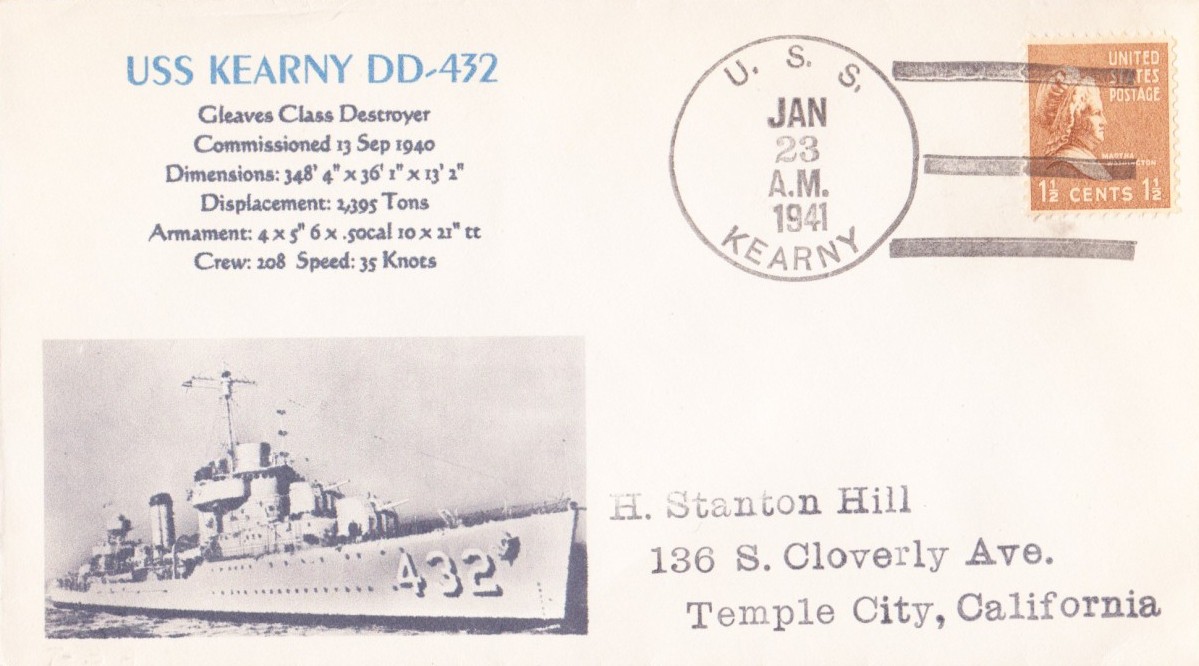 USS KEARNY DD-432
Gleaves Class Destroyer
Commissioned 13 Sep 1940
Dimensions: 348' 4" x 36' 1" x 13' 2"
Displacement: 2,395 Tons
Armament: 4 x 5" 6 x .50cal 10 x 21" tt
Crew: 208 Speed: 35 Knots
U. S. S.
JAN
23
A.M.
1941
KEARNY
UNITED
STATES
POSTAGE
MARTHA
WASHINGTON
1½ CENTS 1½
432
H. Stanton Hill
136 S. Cloverly Ave.
Temple City, California